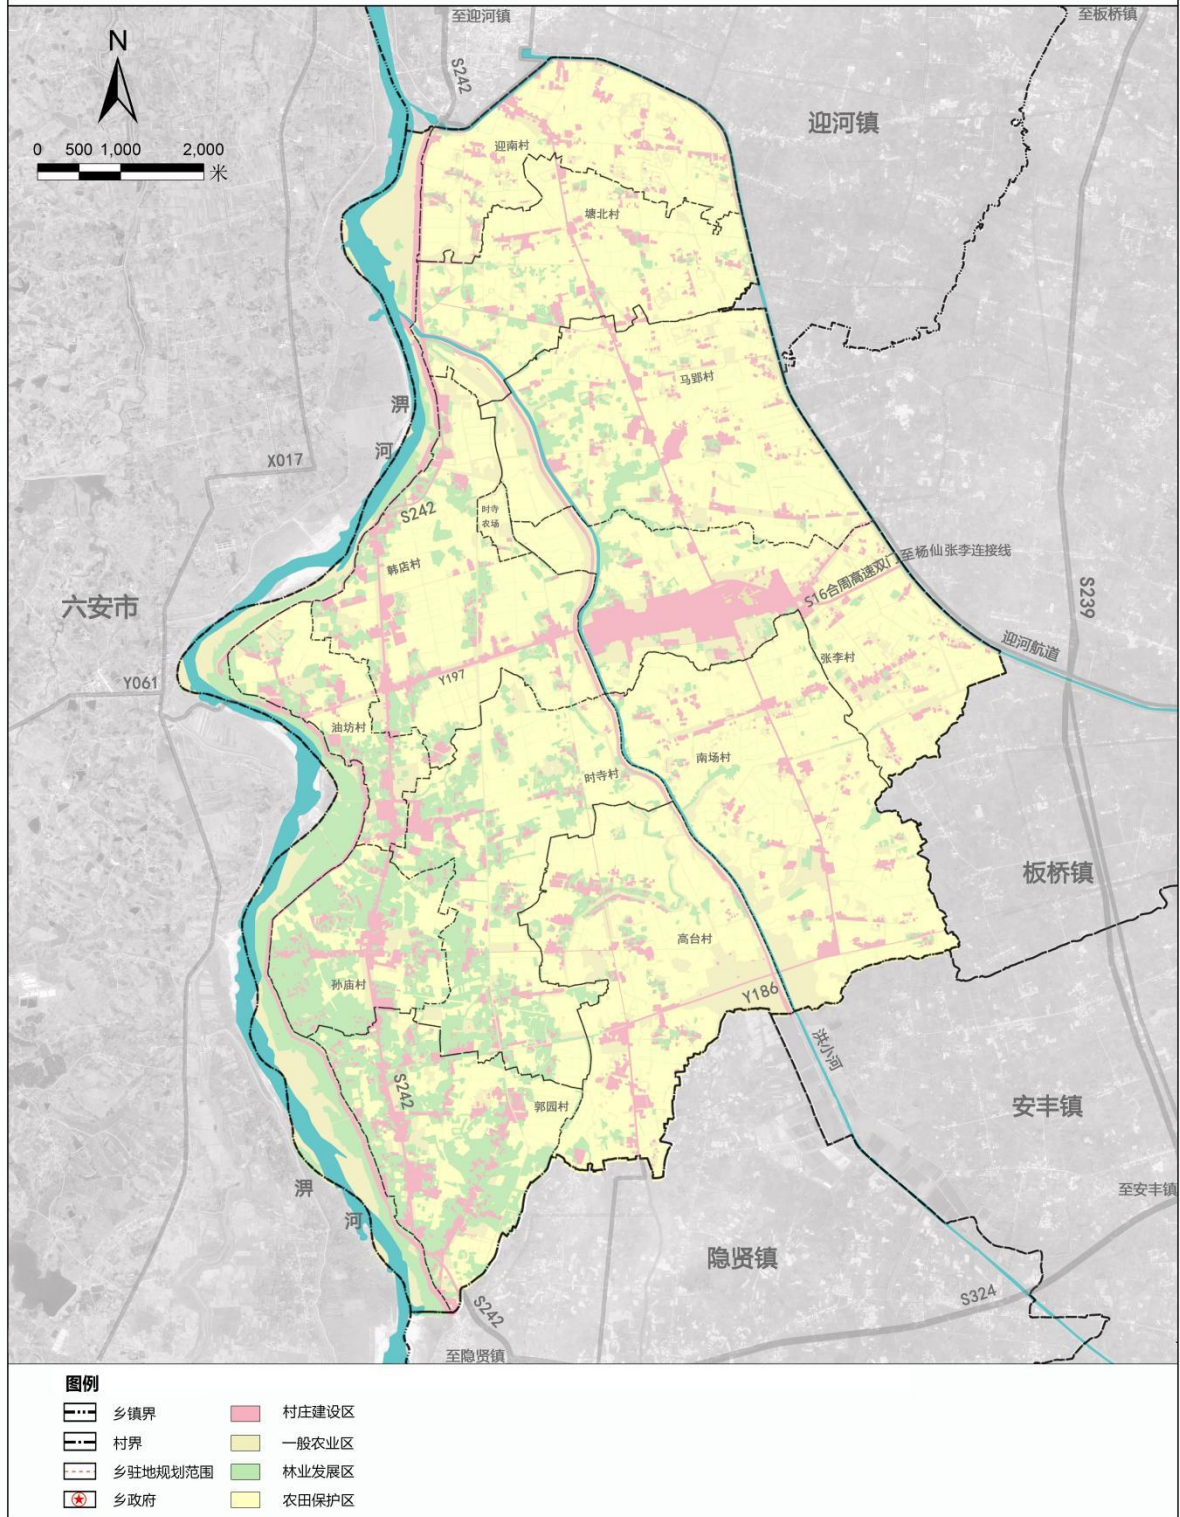 至迎河镇
至板桥镇
N
S242
迎河镇
0 500 1,000 2,000
米
迎南村
塘北村
马郢村
淠
河
X017
S242
时寺
农场
韩店村
S16合周高速双门至杨仙张李连接线
S239
六安市
迎河航道
张李村
Y061
Y197
油坊村
南场村
时寺村
板桥镇
高台村
孙庙村
Y186
洪小河
S242
郭园村
安丰镇
淠
河
至安丰镇
隐贤镇
S324
S242
至隐贤镇
图例
乡镇界
村庄建设区
村界
一般农业区
乡驻地规划范围
林业发展区
乡政府
农田保护区